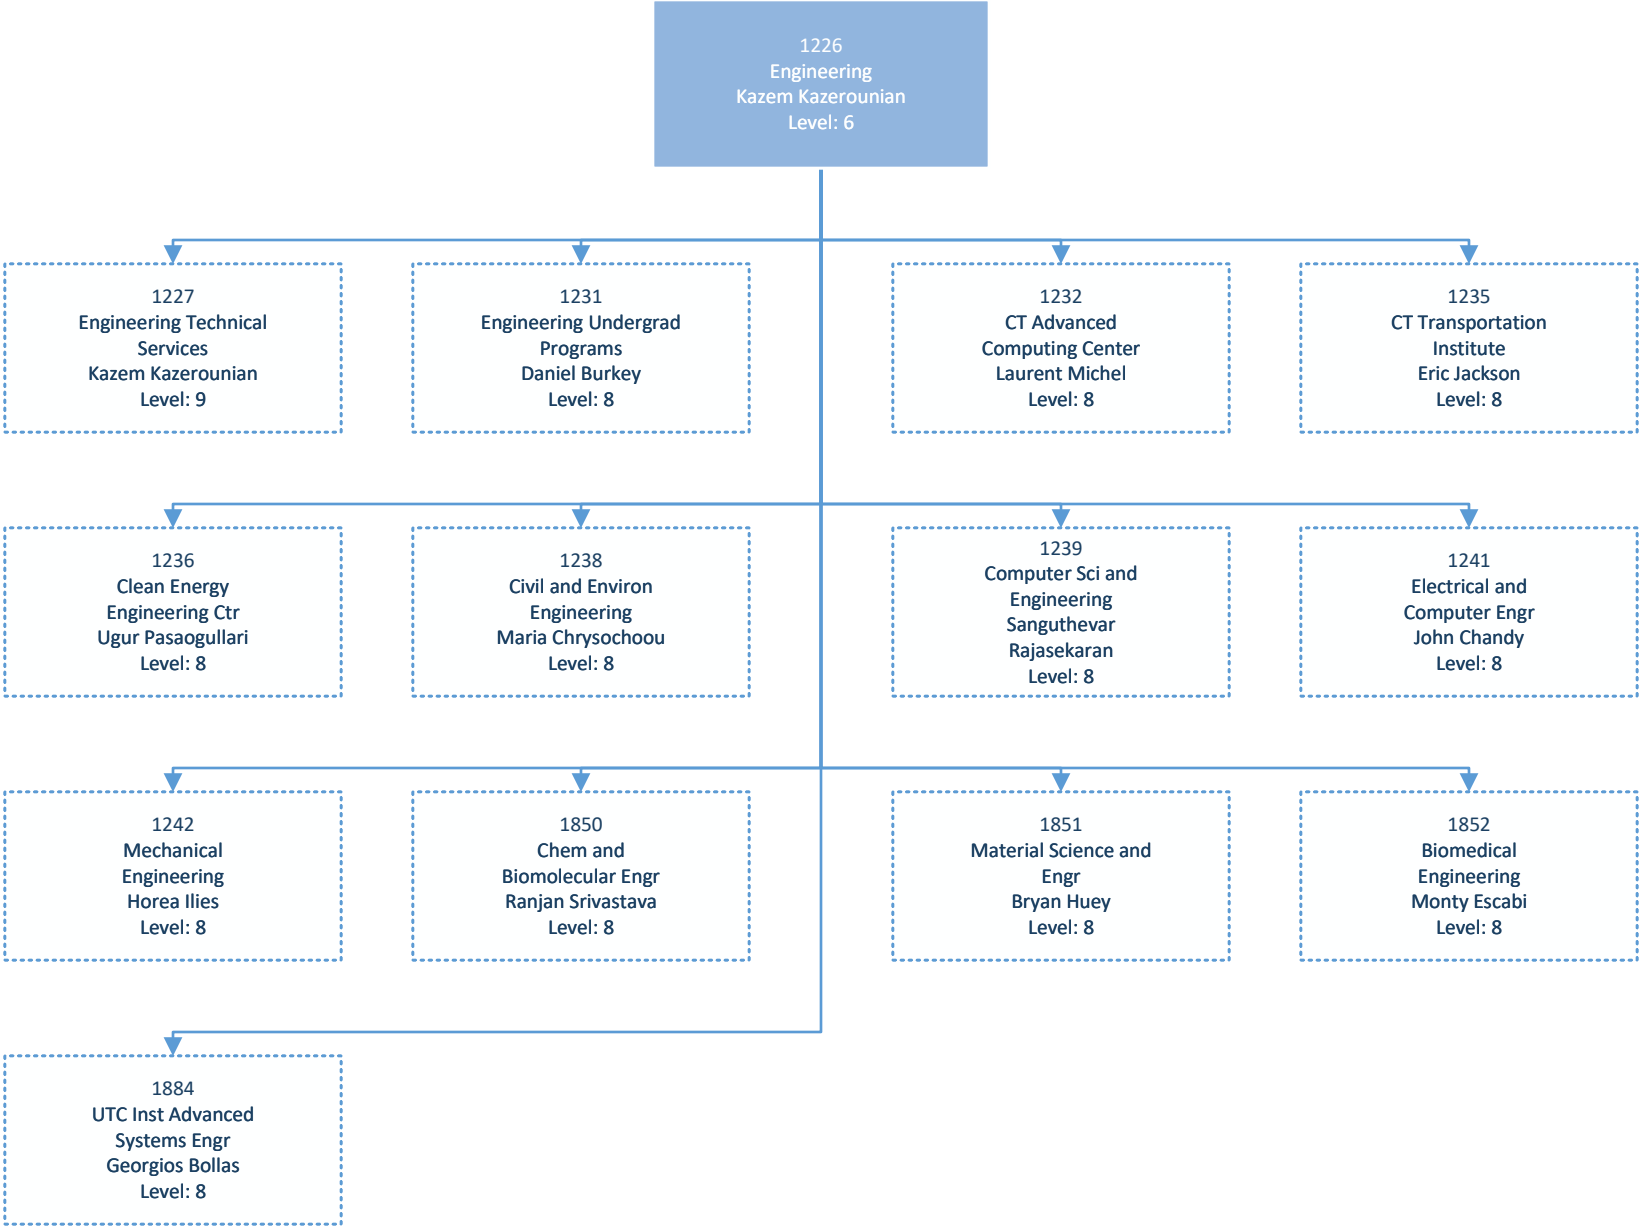 1226
Engineering
Kazem Kazerounian
Level: 6
1227
Engineering Technical
Services
Kazem Kazerounian
Level: 9
1231
Engineering Undergrad
Programs
Daniel Burkey
Level: 8
1232
CT Advanced
Computing Center
Laurent Michel
Level: 8
1235
CT Transportation
Institute
Eric Jackson
Level: 8
1236
Clean Energy
Engineering Ctr
Ugur Pasaogullari
Level: 8
1238
Civil and Environ
Engineering
Maria Chrysochoou
Level: 8
1239
Computer Sci and
Engineering
Sanguthevar
Rajasekaran
Level: 8
1241
Electrical and
Computer Engr
John Chandy
Level: 8
1242
Mechanical
Engineering
Horea Ilies
Level: 8
1850
Chem and
Biomolecular Engr
Ranjan Srivastava
Level: 8
1851
Material Science and
Engr
Bryan Huey
Level: 8
1852
Biomedical
Engineering
Monty Escabi
Level: 8
1884
UTC Inst Advanced
Systems Engr
Georgios Bollas
Level: 8